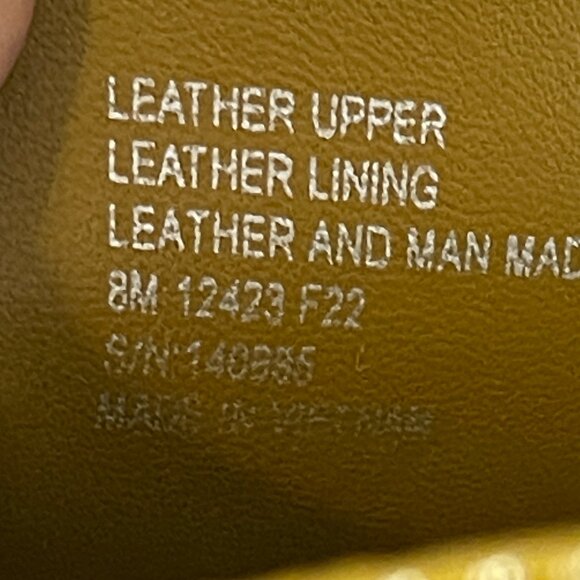 LEATHER UPPER
LEATHER LINING
LEATHER AND MAN MAD
8M 12423 F22
S/N:
MADE IN VIETNAM